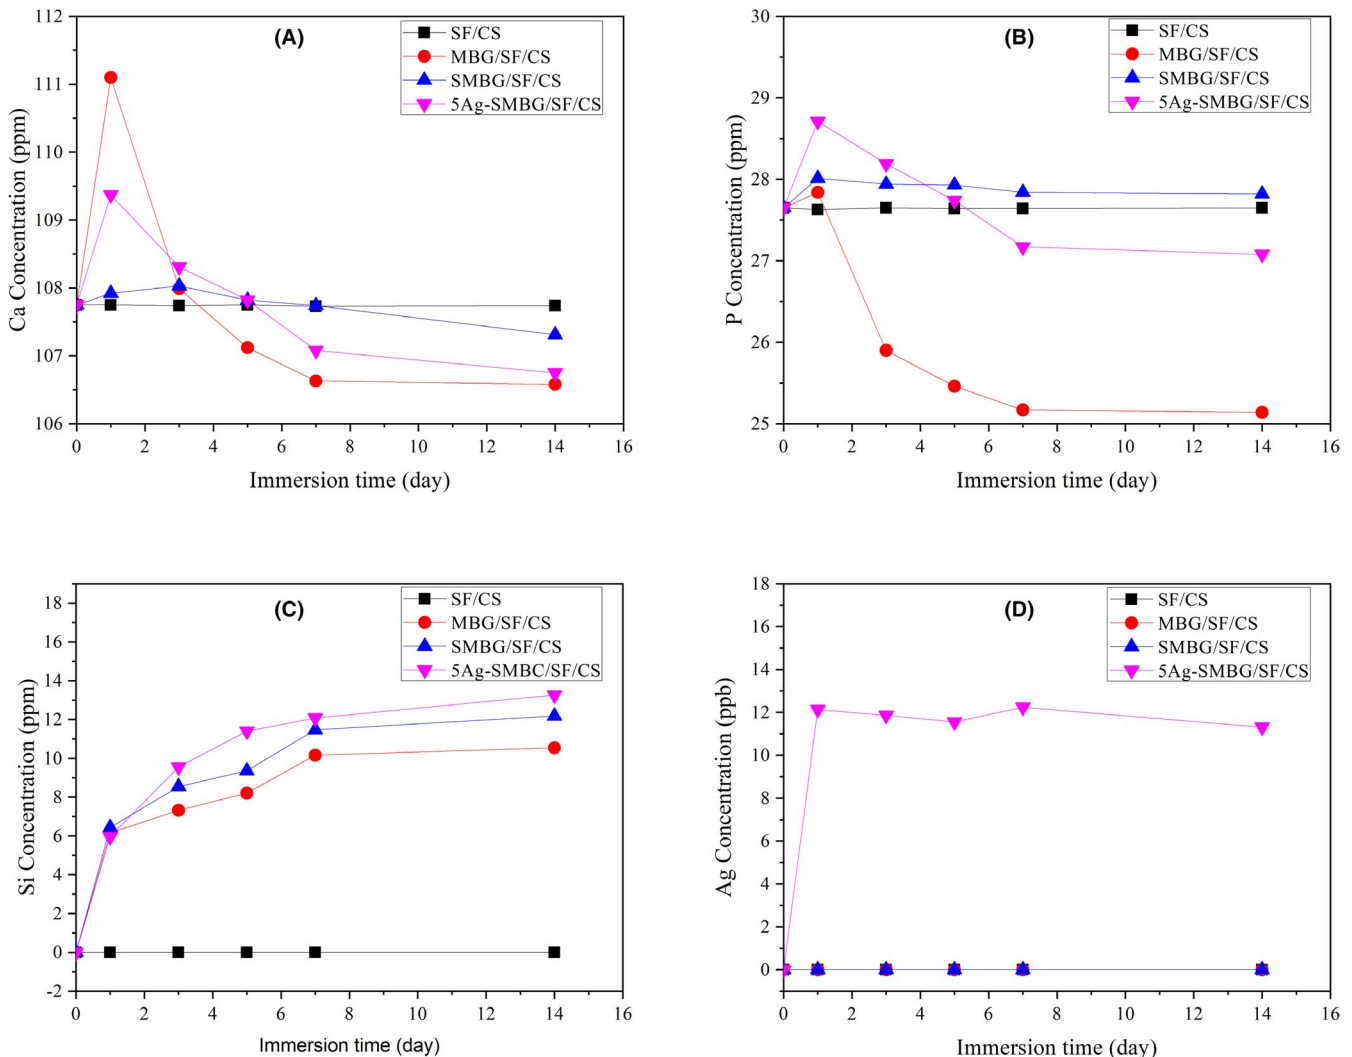 (A)
SF/CS
MBG/SF/CS
SMBG/SF/CS
5Ag-SMBG/SF/CS
112
111
110
109
108
107
106
Ca Concentration (ppm)
0 2 4 6 8 10 12 14 16
Immersion time (day)
(B)
SF/CS
MBG/SF/CS
SMBG/SF/CS
5Ag-SMBG/SF/CS
30
29
28
27
26
25
P Concentration (ppm)
0 2 4 6 8 10 12 14 16
Immersion time (day)
(C)
SF/CS
MBG/SF/CS
SMBG/SF/CS
5Ag-SMBC/SF/CS
18
16
14
12
10
8
6
4
2
0
-2
Si Concentration (ppm)
0 2 4 6 8 10 12 14 16
Immersion time (day)
(D)
SF/CS
MBG/SF/CS
SMBG/SF/CS
5Ag-SMBG/SF/CS
18
16
14
12
10
8
6
4
2
0
Ag Concentration (ppb)
0 2 4 6 8 10 12 14 16
Immersion time (day)